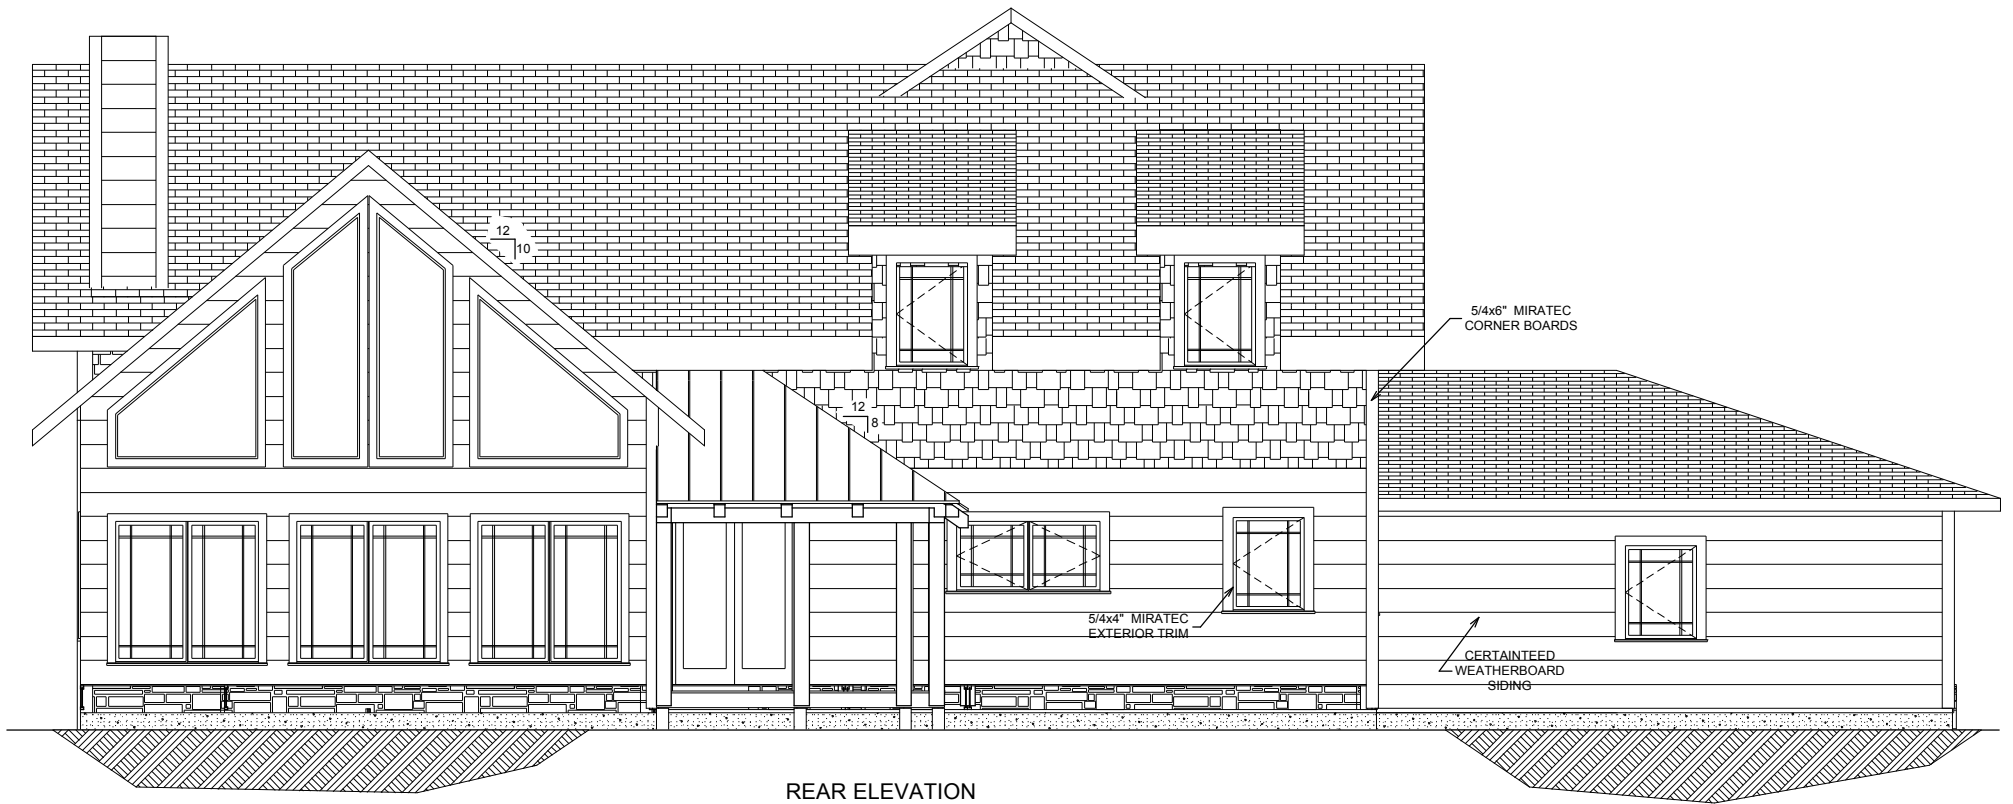 12
10
5/4x6" MIRATEC
CORNER BOARDS
12
8
5/4x4" MIRATEC
EXTERIOR TRIM
CERTAINTEED
WEATHERBOARD
SIDING
REAR ELEVATION